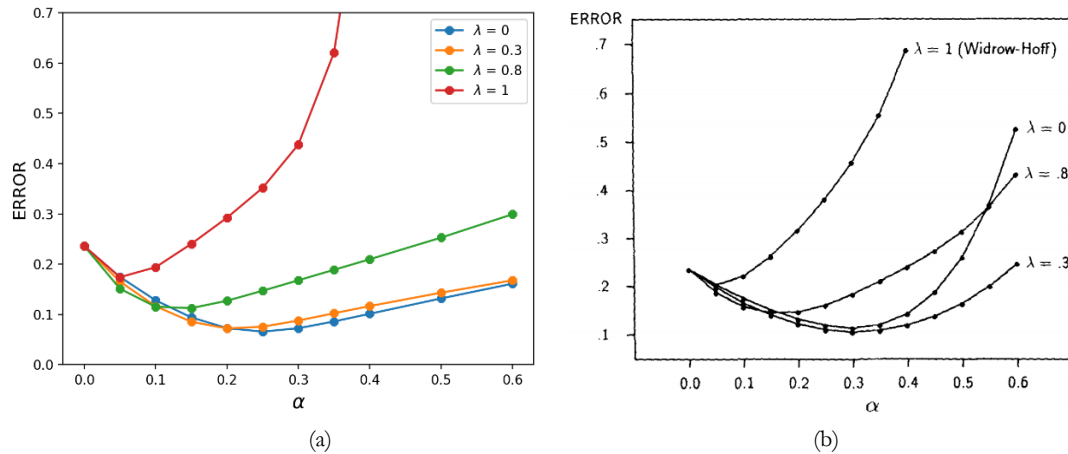 0.7
0.6
0.5
0.4
0.3
0.2
0.1
0.0
ERROR
λ = 0
λ = 0.3
λ = 0.8
λ = 1
0.0 0.1 0.2 0.3 0.4 0.5 0.6
α
(a)
ERROR
.7
.6
.5
.4
.3
.2
.1
λ = 1 (Widrow-Hoff)
λ = 0
λ = .8
λ = .3
0.0 0.1 0.2 0.3 0.4 0.5 0.6
α
(b)